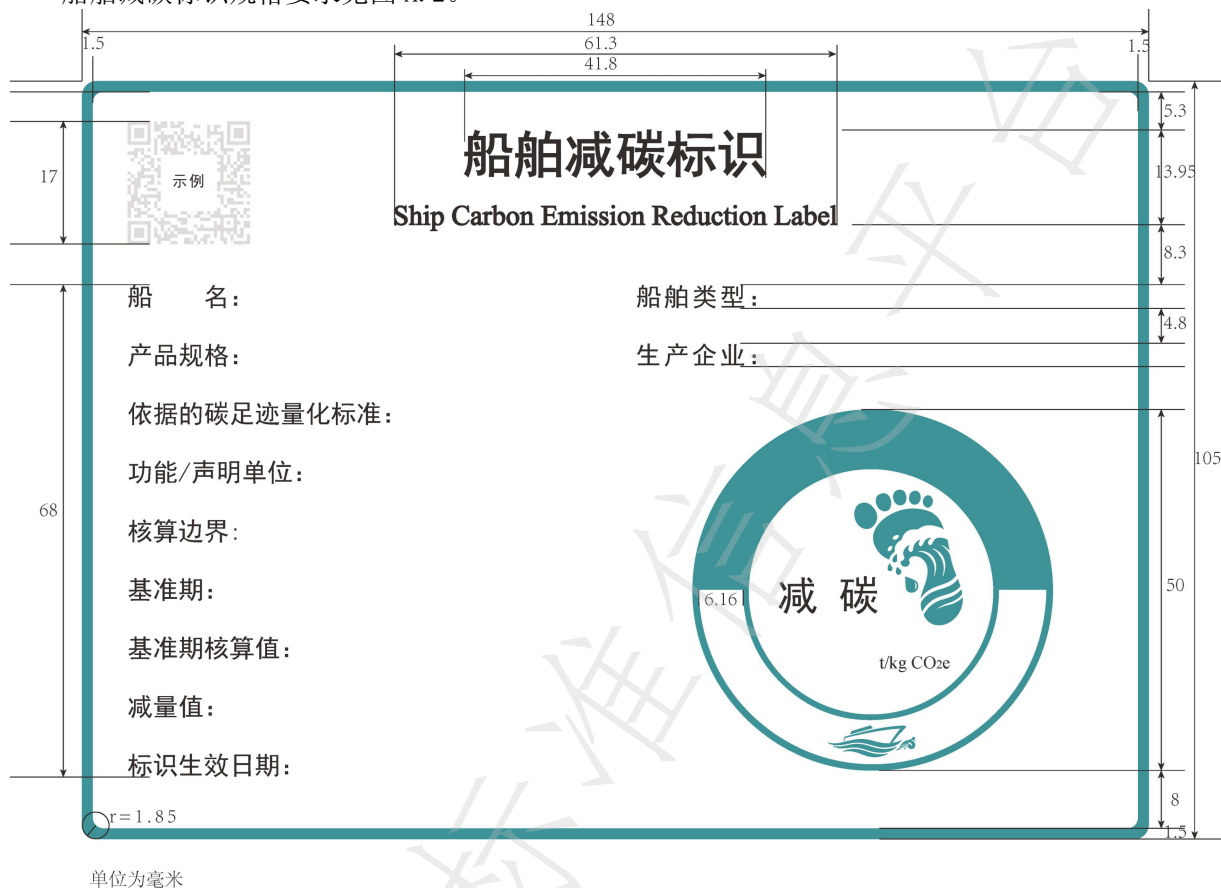 船舶减碳标识规格要求见图 A.2。
148
1.5 61.3 1.5
41.8
5.3
船舶减碳标识
13.95
17
示例
Ship Carbon Emission Reduction Label
8.3
船 名： 船舶类型：
4.8
产品规格： 生产企业：
依据的碳足迹量化标准：
105
功能/声明单位：
68
核算边界:
基准期：
减 碳
6.16
50
基准期核算值：
t/kg CO2e
减量值：
标识生效日期：
8
r=1.85
1.5
单位为毫米
标准信息平台